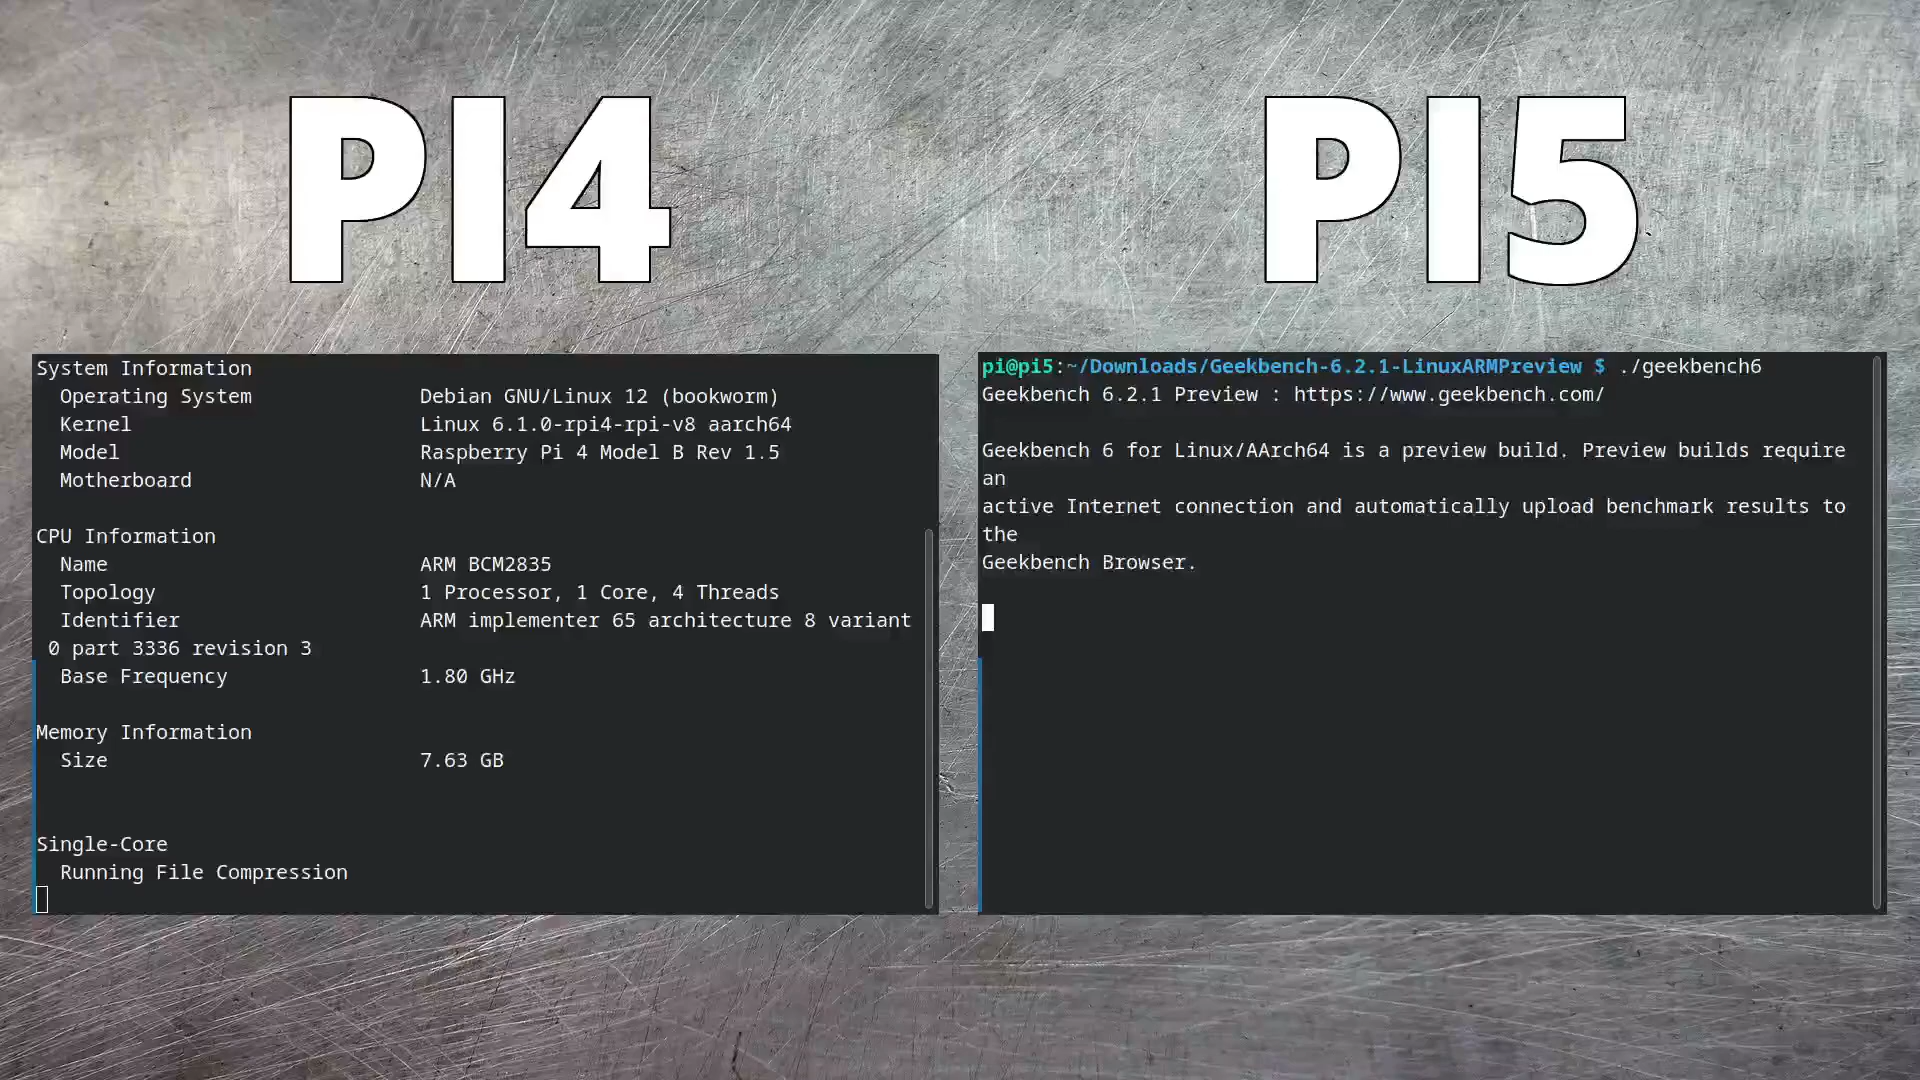 PI4
PI5
System Information
Operating System Debian GNU/Linux 12 (bookworm)
Kernel Linux 6.1.0-rpi4-rpi-v8 aarch64
Model Raspberry Pi 4 Model B Rev 1.5
Motherboard N/A
CPU Information
Name ARM BCM2835
Topology 1 Processor, 1 Core, 4 Threads
Identifier ARM implementer 65 architecture 8 variant
0 part 3336 revision 3
Base Frequency 1.80 GHz
Memory Information
Size 7.63 GB
Single-Core
Running File Compression
pi@pi5:~/Downloads/Geekbench-6.2.1-LinuxARMPreview $ ./geekbench6
Geekbench 6.2.1 Preview : https://www.geekbench.com/
Geekbench 6 for Linux/AArch64 is a preview build. Preview builds require
an
active Internet connection and automatically upload benchmark results to
the
Geekbench Browser.